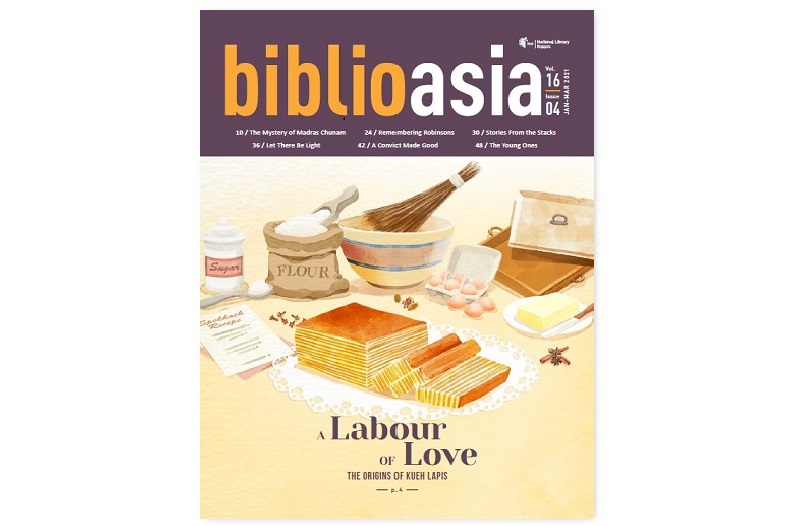 National Library
biblioasia
Vol.
16
Issue
04
JAN–MAR 2021
10 / The Mystery of Madras Chunam
24 / Remembering Robinsons
30 / Stories From the Stacks
36 / Let There Be Light
42 / A Convict Made Good
48 / The Young Ones
Sugar
FLOUR
Spekkoek
Recipe
A Labour
OF Love
THE ORIGINS OF KUEH LAPIS
p. 4